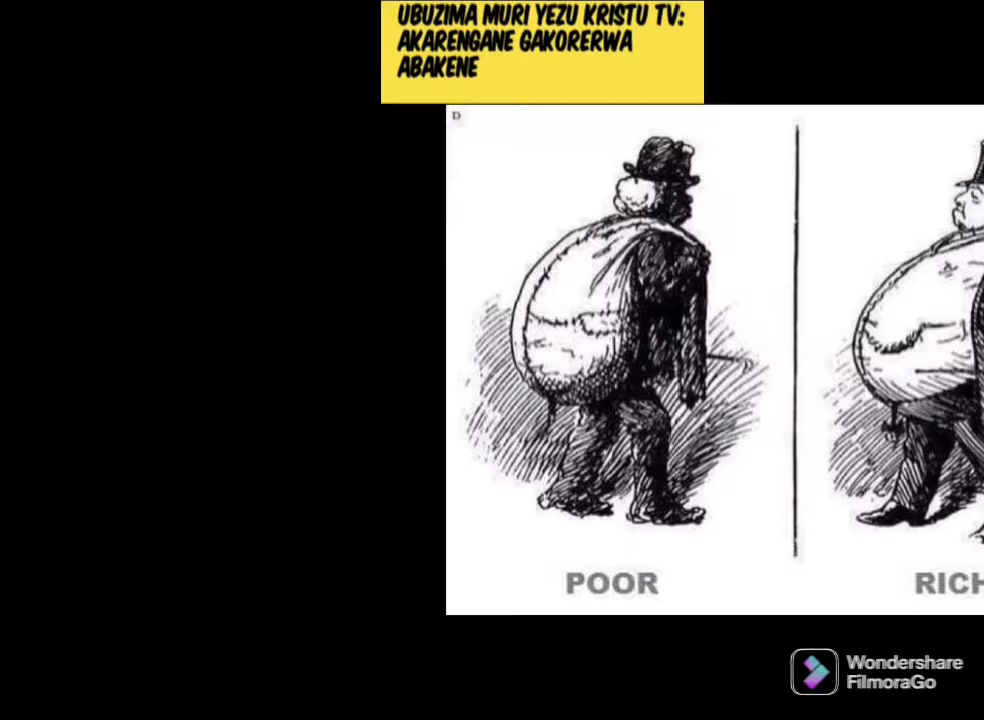 UBUZIMA MURI YEZU KRISTU TV:
AKARENGANE GAKORERWA
ABAKENE
D
POOR
RICH
Wondershare
FilmoraGo